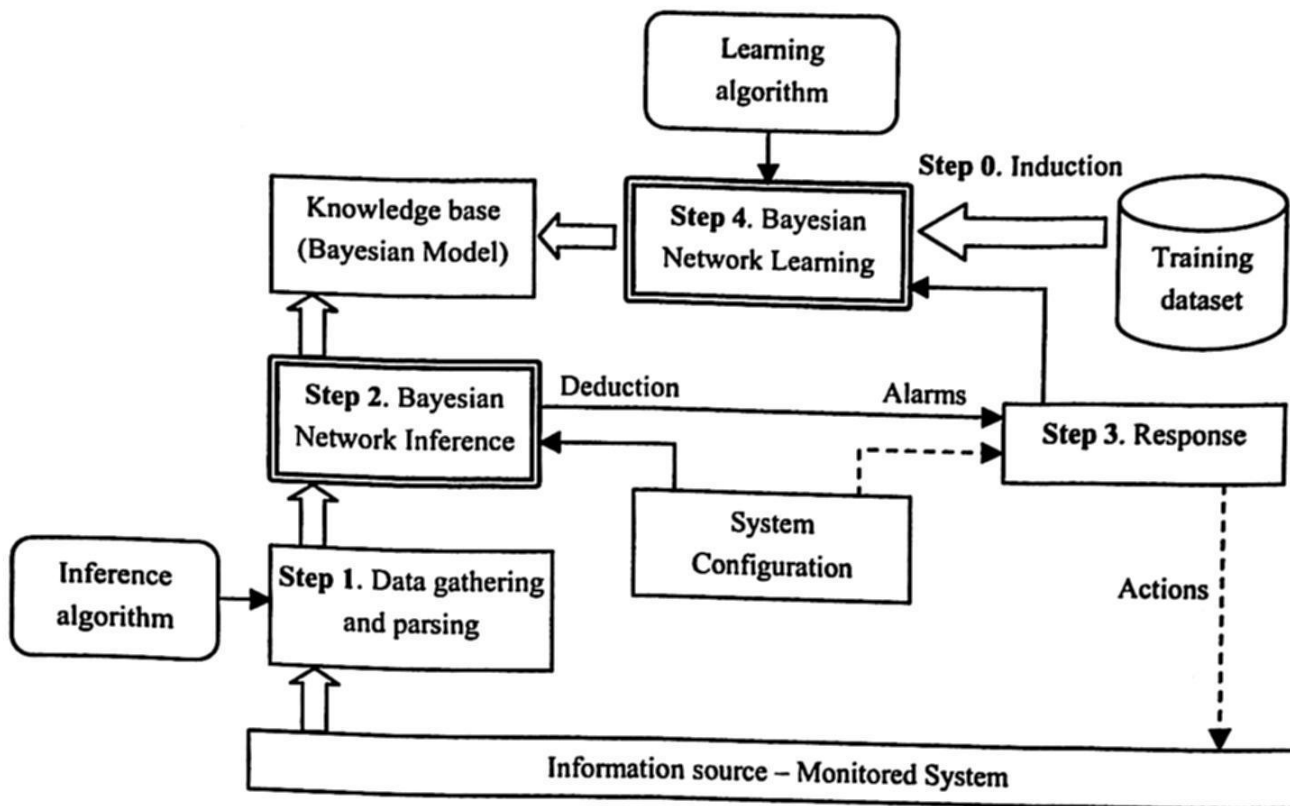 Learning
algorithm
Step 0. Induction
Knowledge base
(Bayesian Model)
Step 4. Bayesian
Network Learning
Training
dataset
Step 2. Bayesian
Network Inference
Deduction
Alarms
Step 3. Response
System
Configuration
Inference
algorithm
Step 1. Data gathering
and parsing
Actions
Information source – Monitored System